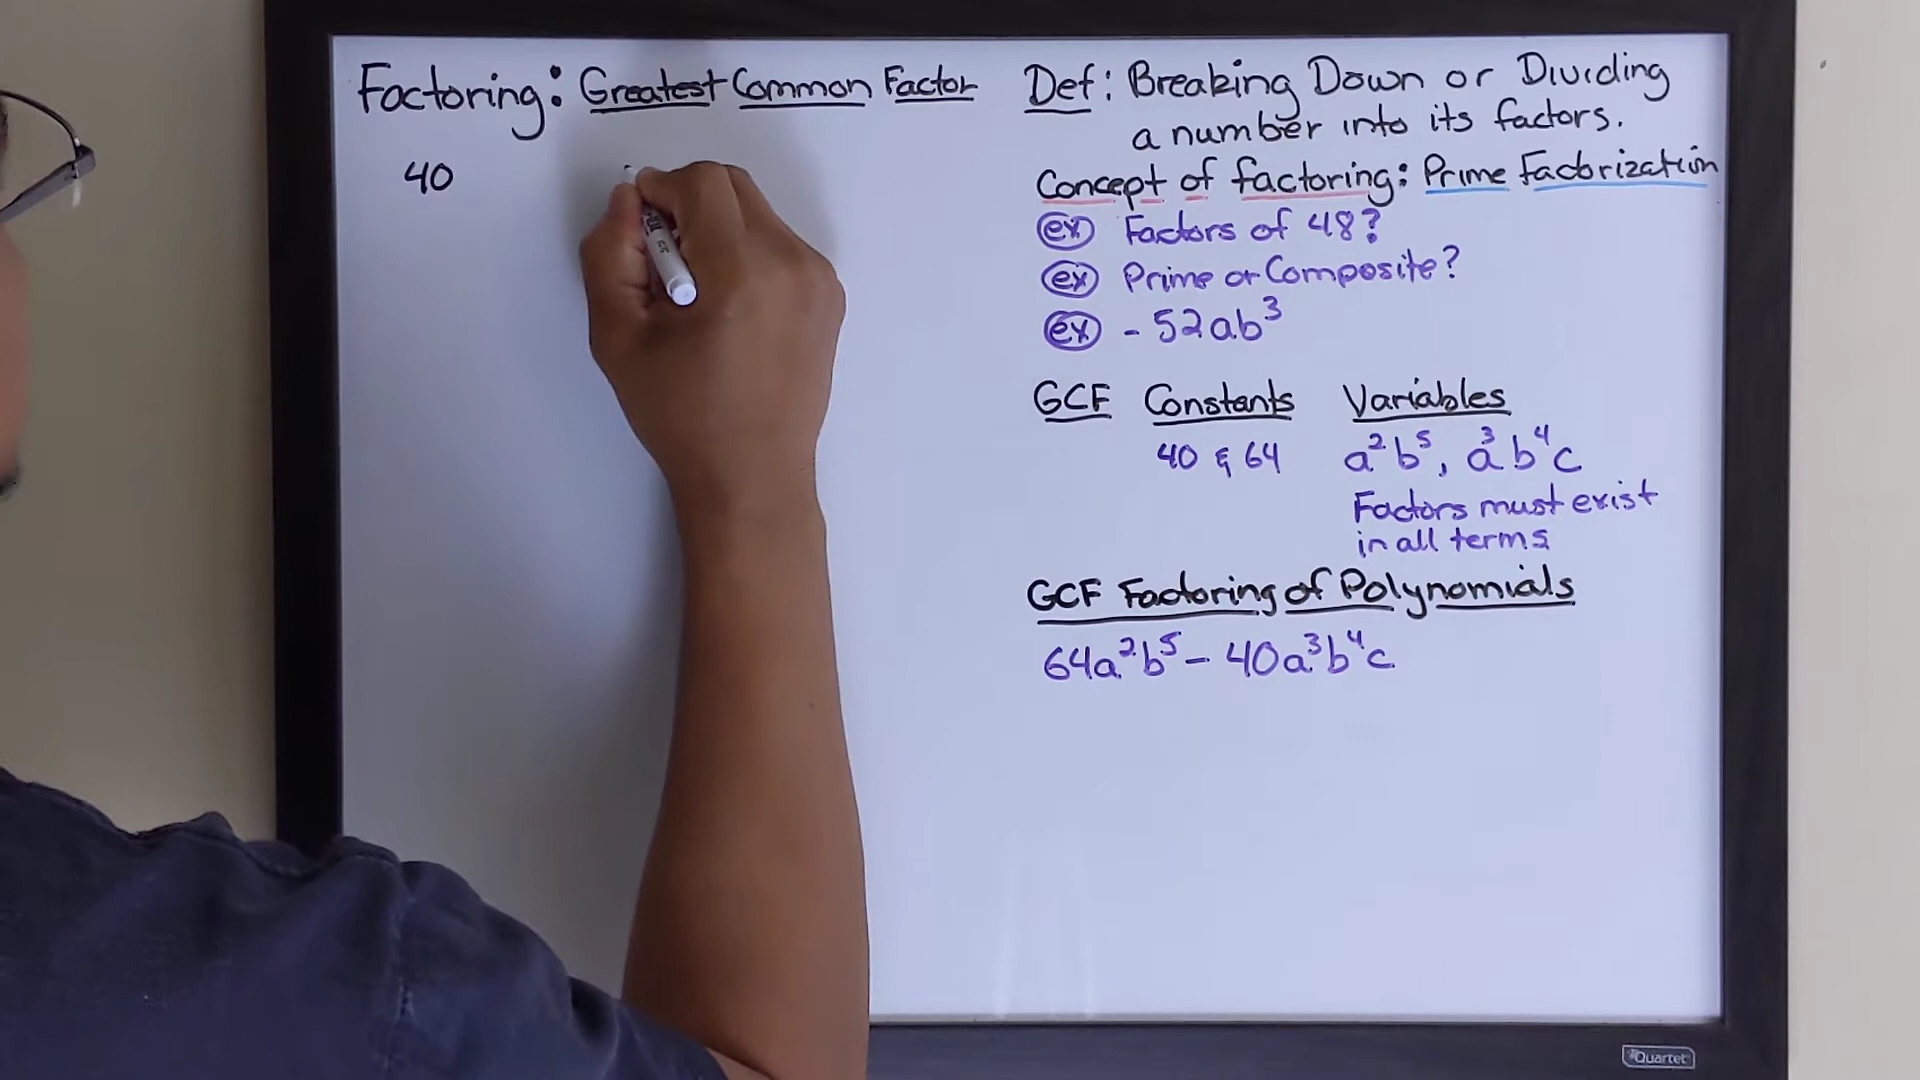 Factoring: Greatest Common Factor
40
Def: Breaking Down or Dividing
a number into its factors.
Concept of factoring: Prime Factorization
ex Factors of 48?
ex Prime or Composite?
ex - 52ab³
GCF Constants Variables
40 & 64 a²b⁵, a³b⁴c
Factors must exist
in all terms
GCF Factoring of Polynomials
64a²b⁵ - 40a³b⁴c
Quartet